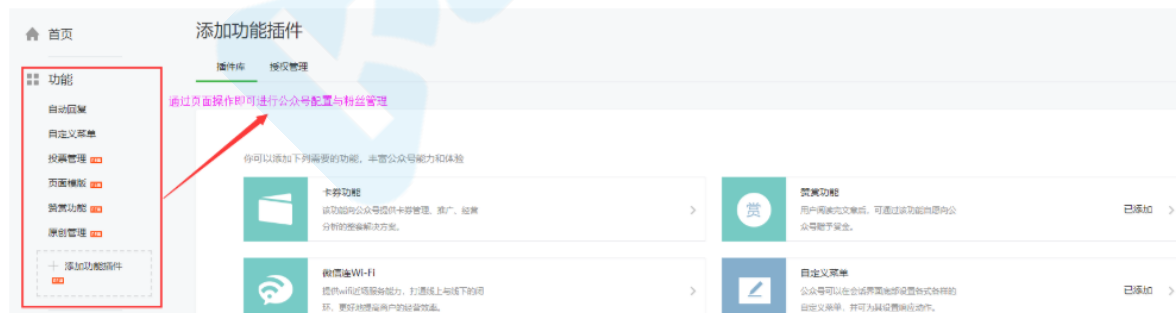 首页
添加功能插件
功能
插件库 授权管理
自动回复
通过页面操作即可进行公众号配置与粉丝管理
自定义菜单
投票管理
你可以添加下列需要的功能，丰富公众号能力和体验
页面模版
赞赏功能
原创管理
添加功能插件
卡券功能
该功能向公众号提供卡券管理、推广、经营
分析的整套解决方案。
赏
赞赏功能
用户阅读完文章后，可通过该功能自愿向公
众号赠予赏金。
已添加
微信连Wi-Fi
提供wifi近场服务能力，打通线上与线下的闭
环、更好地提高商户的经营效率。
自定义菜单
公众号可以在会话界面底部设置各式各样的
自定义菜单，并可为其设置响应动作。
已添加